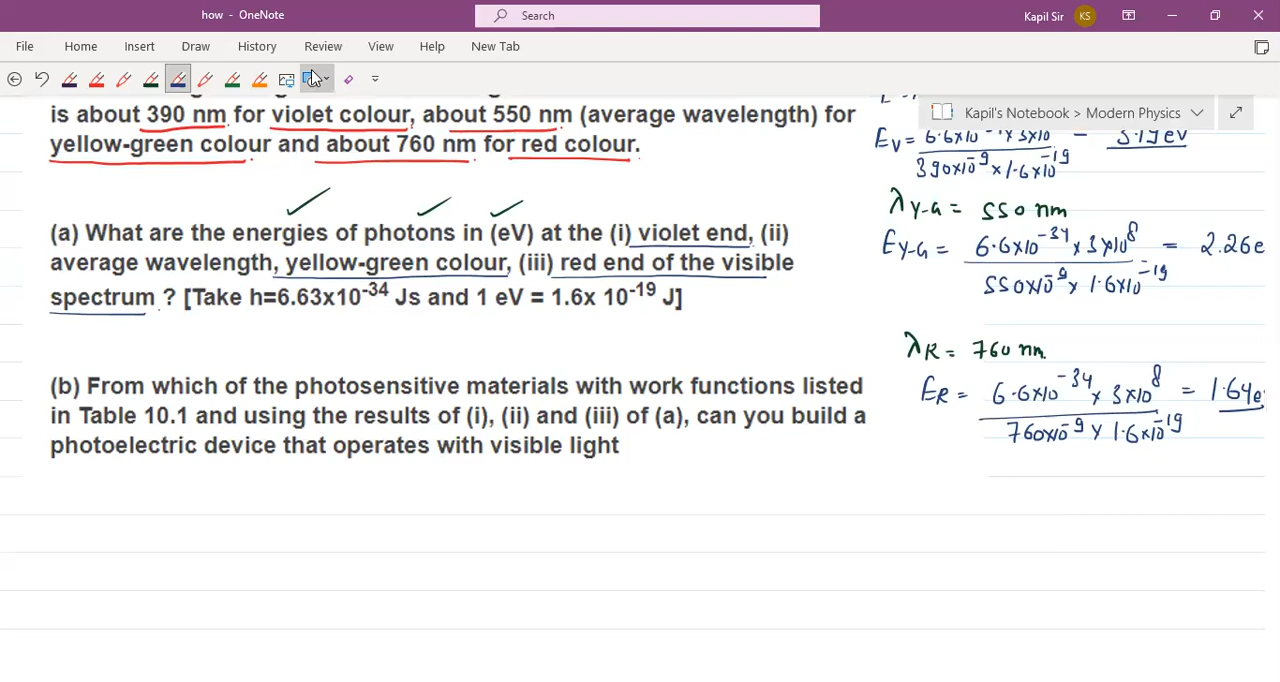 how - OneNote
Search
Kapil Sir
KS
File Home Insert Draw History Review View Help New Tab
Kapil's Notebook > Modern Physics
is about 390 nm for violet colour, about 550 nm (average wavelength) for
yellow-green colour and about 760 nm for red colour.
(a) What are the energies of photons in (eV) at the (i) violet end, (ii)
average wavelength, yellow-green colour, (iii) red end of the visible
spectrum ? [Take h=6.63x10⁻³⁴ Js and 1 eV = 1.6x 10⁻¹⁹ J]
(b) From which of the photosensitive materials with work functions listed
in Table 10.1 and using the results of (i), (ii) and (iii) of (a), can you build a
photoelectric device that operates with visible light
Eᵥ = = 3.19eV
390x10⁻⁹ x 1.6x10⁻¹⁹
λY-G = 550 nm
EY-G = 6.6x10⁻³⁴ x 3x10⁸ = 2.26e
550x10⁻⁹ x 1.6x10⁻¹⁹
λR = 760 nm
ER = 6.6x10⁻³⁴ x 3x10⁸ = 1.64e
760x10⁻⁹ x 1.6x10⁻¹⁹